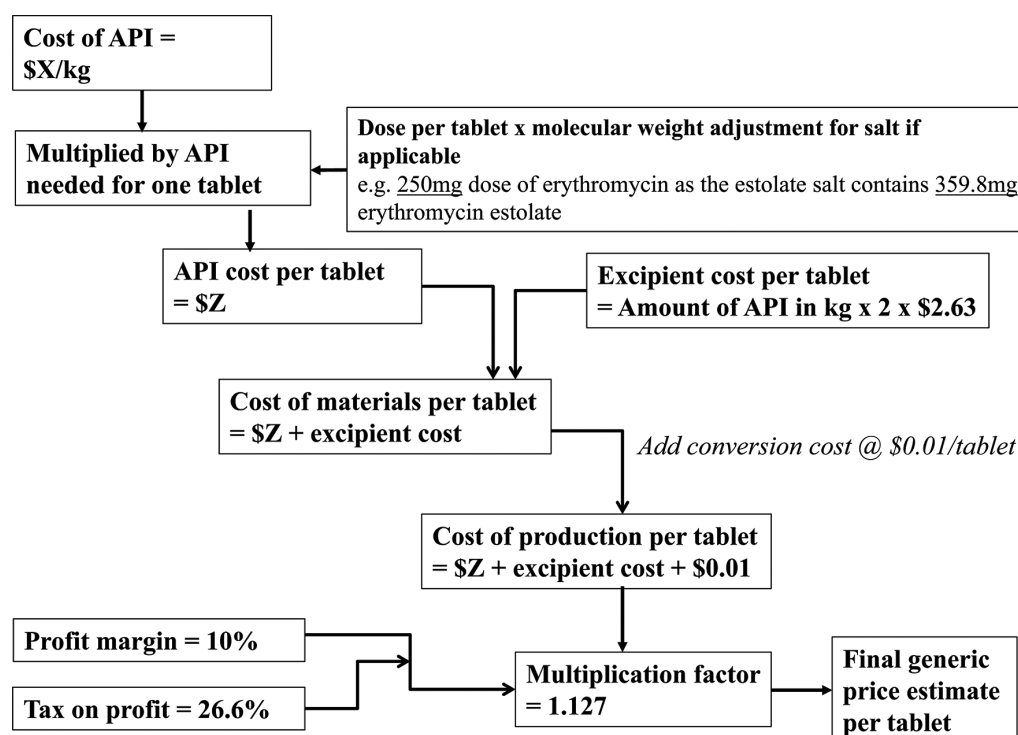 Cost of API =
$X/kg
Multiplied by API
needed for one tablet
Dose per tablet x molecular weight adjustment for salt if
applicable
e.g. 250mg dose of erythromycin as the estolate salt contains 359.8mg
erythromycin estolate
API cost per tablet
= $Z
Excipient cost per tablet
= Amount of API in kg x 2 x $2.63
Cost of materials per tablet
= $Z + excipient cost
Add conversion cost @ $0.01/tablet
Cost of production per tablet
= $Z + excipient cost + $0.01
Profit margin = 10%
Tax on profit = 26.6%
Multiplication factor
= 1.127
Final generic
price estimate
per tablet